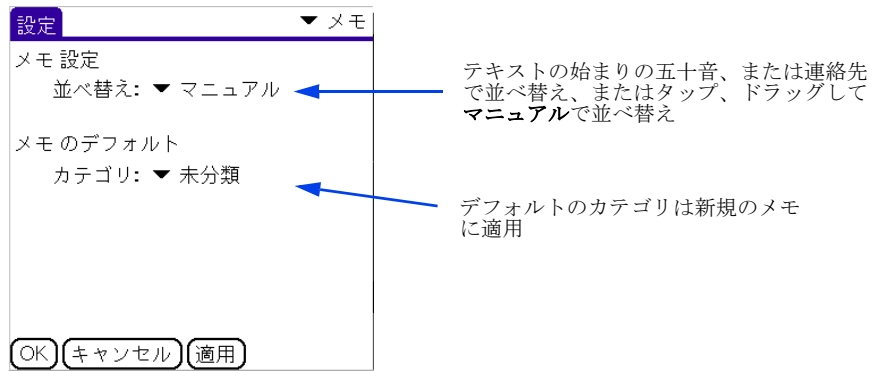 設定 ▼ メモ
メモ 設定
並べ替え: ▼ マニュアル
テキストの始まりの五十音、または連絡先
で並べ替え、またはタップ、ドラッグして
マニュアルで並べ替え
メモ のデフォルト
カテゴリ: ▼ 未分類
デフォルトのカテゴリは新規のメモ
に適用
OK キャンセル 適用